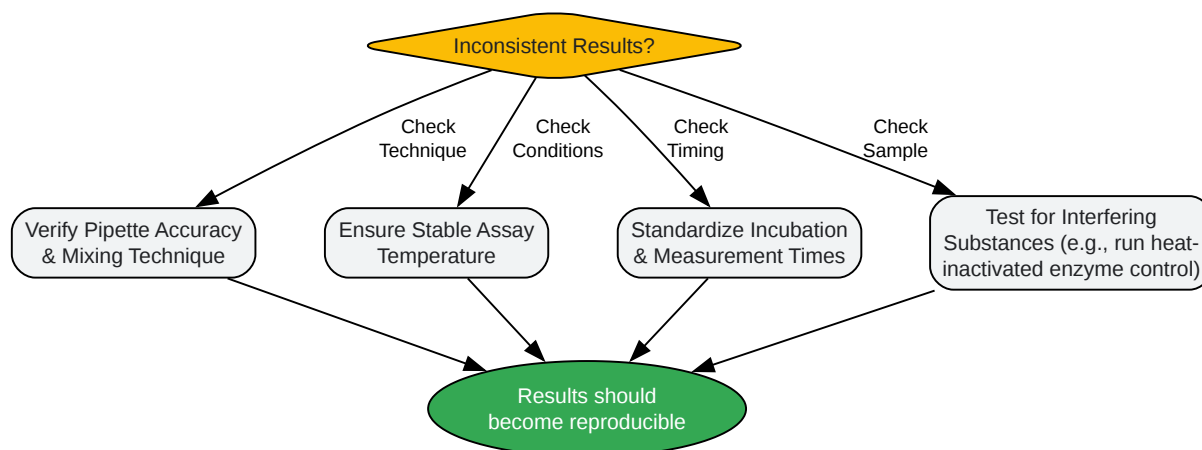 Inconsistent Results?
Check
Technique
Check
Conditions
Check
Timing
Check
Sample
Verify Pipette Accuracy
& Mixing Technique
Ensure Stable Assay
Temperature
Standardize Incubation
& Measurement Times
Test for Interfering
Substances (e.g., run heat-
inactivated enzyme control)
Results should
become reproducible